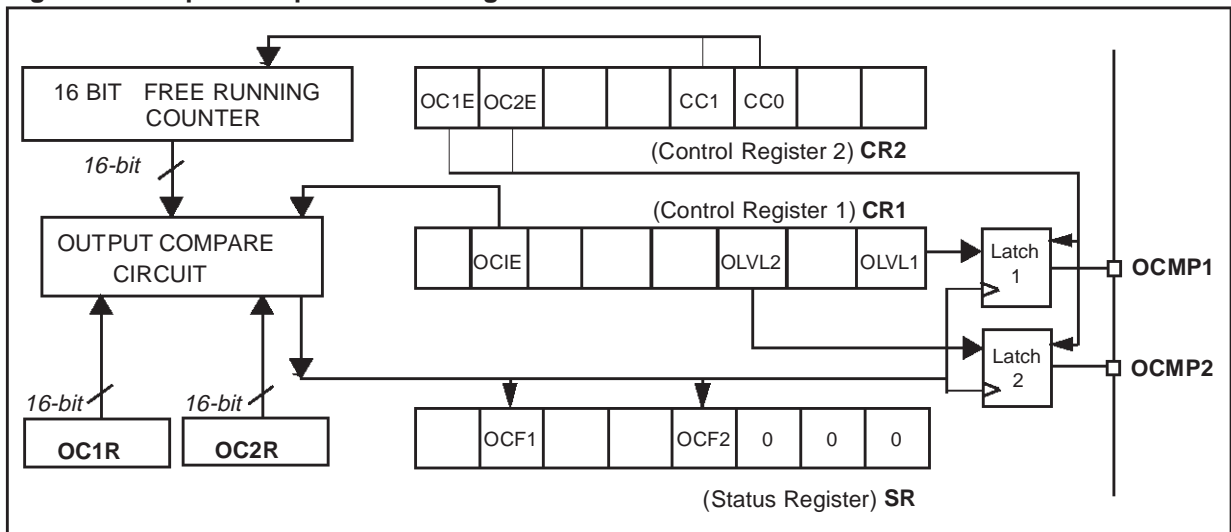 16 BIT FREE RUNNING
COUNTER
16-bit
OC1E OC2E CC1 CC0
(Control Register 2) CR2
(Control Register 1) CR1
OUTPUT COMPARE
CIRCUIT
OCIE OLVL2 OLVL1
Latch
1
OCMP1
Latch
2
OCMP2
16-bit
16-bit
OC1R
OC2R
OCF1 OCF2 0 0 0
(Status Register) SR